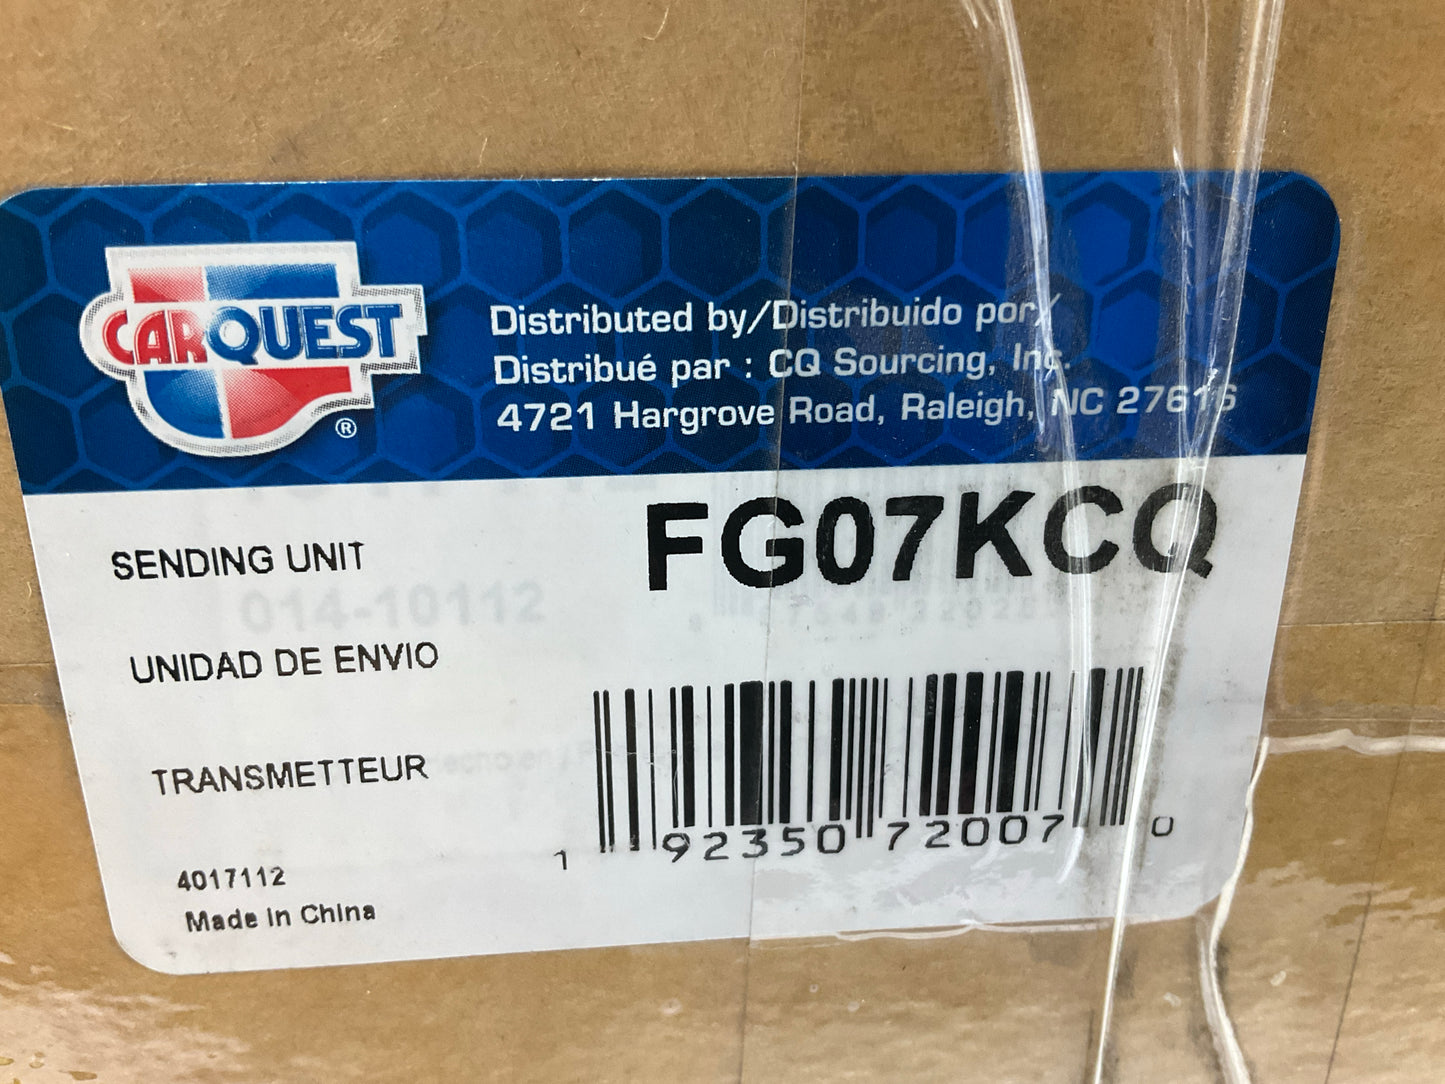 CARQUEST®
Distributed by/Distribuido por/
Distribué par : CQ Sourcing, Inc.
4721 Hargrove Road, Raleigh, NC 27616
FG07KCQ
SENDING UNIT
014-10112
UNIDAD DE ENVIO
TRANSMETTEUR
1 92350 72007 0
4017112
Made in China